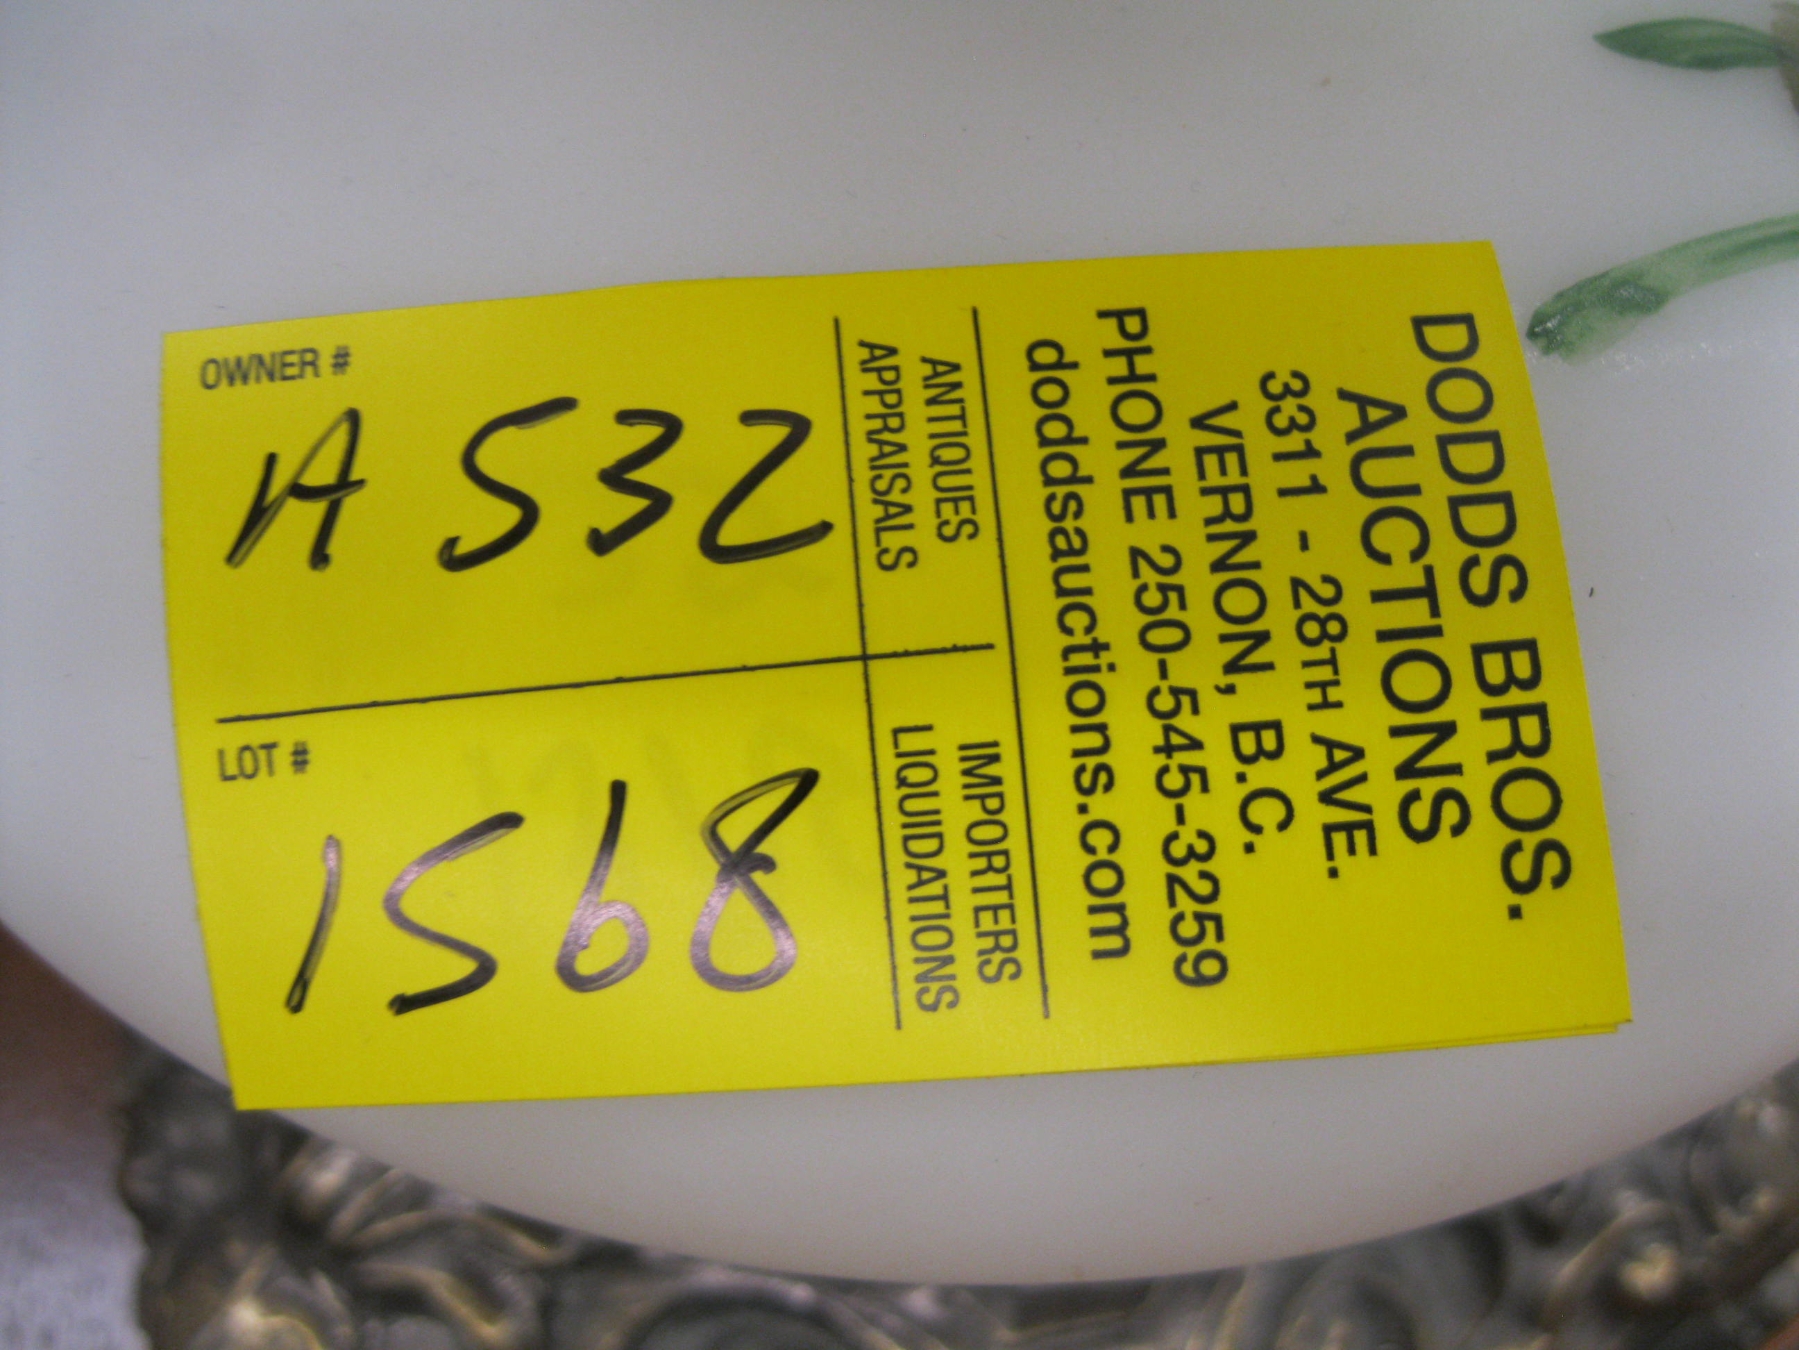 DODDS BROS.
AUCTIONS
3311 - 28TH AVE.
VERNON, B.C.
PHONE 250-545-3259
doddsauctions.com
ANTIQUES
APPRAISALS
IMPORTERS
LIQUIDATIONS
OWNER #
A 532
LOT #
1568